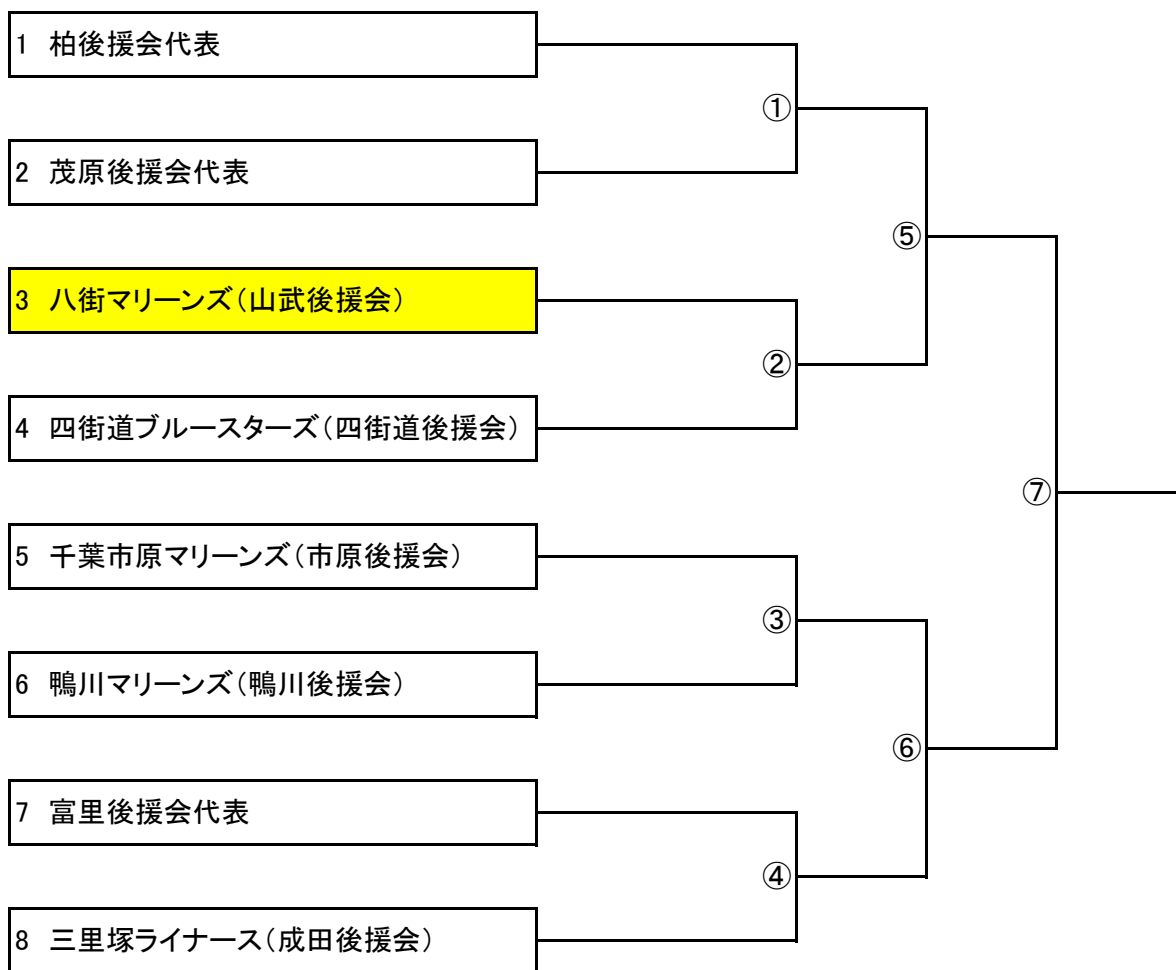 1 柏後援会代表
①
2 茂原後援会代表
⑤
3 八街マリーンズ（山武後援会）
②
4 四街道ブルースターズ（四街道後援会）
⑦
5 千葉市原マリーンズ（市原後援会）
③
6 鴨川マリーンズ（鴨川後援会）
⑥
7 富里後援会代表
④
8 三里塚ライナース（成田後援会）